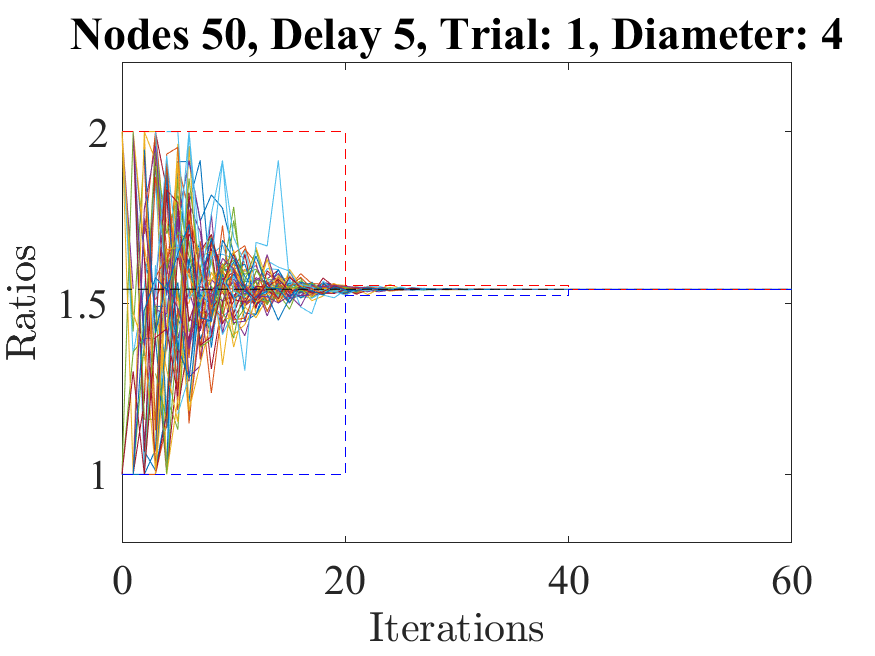 Nodes 50, Delay 5, Trial: 1, Diameter: 4
2
1.5
1
Ratios
0 20 40 60
Iterations